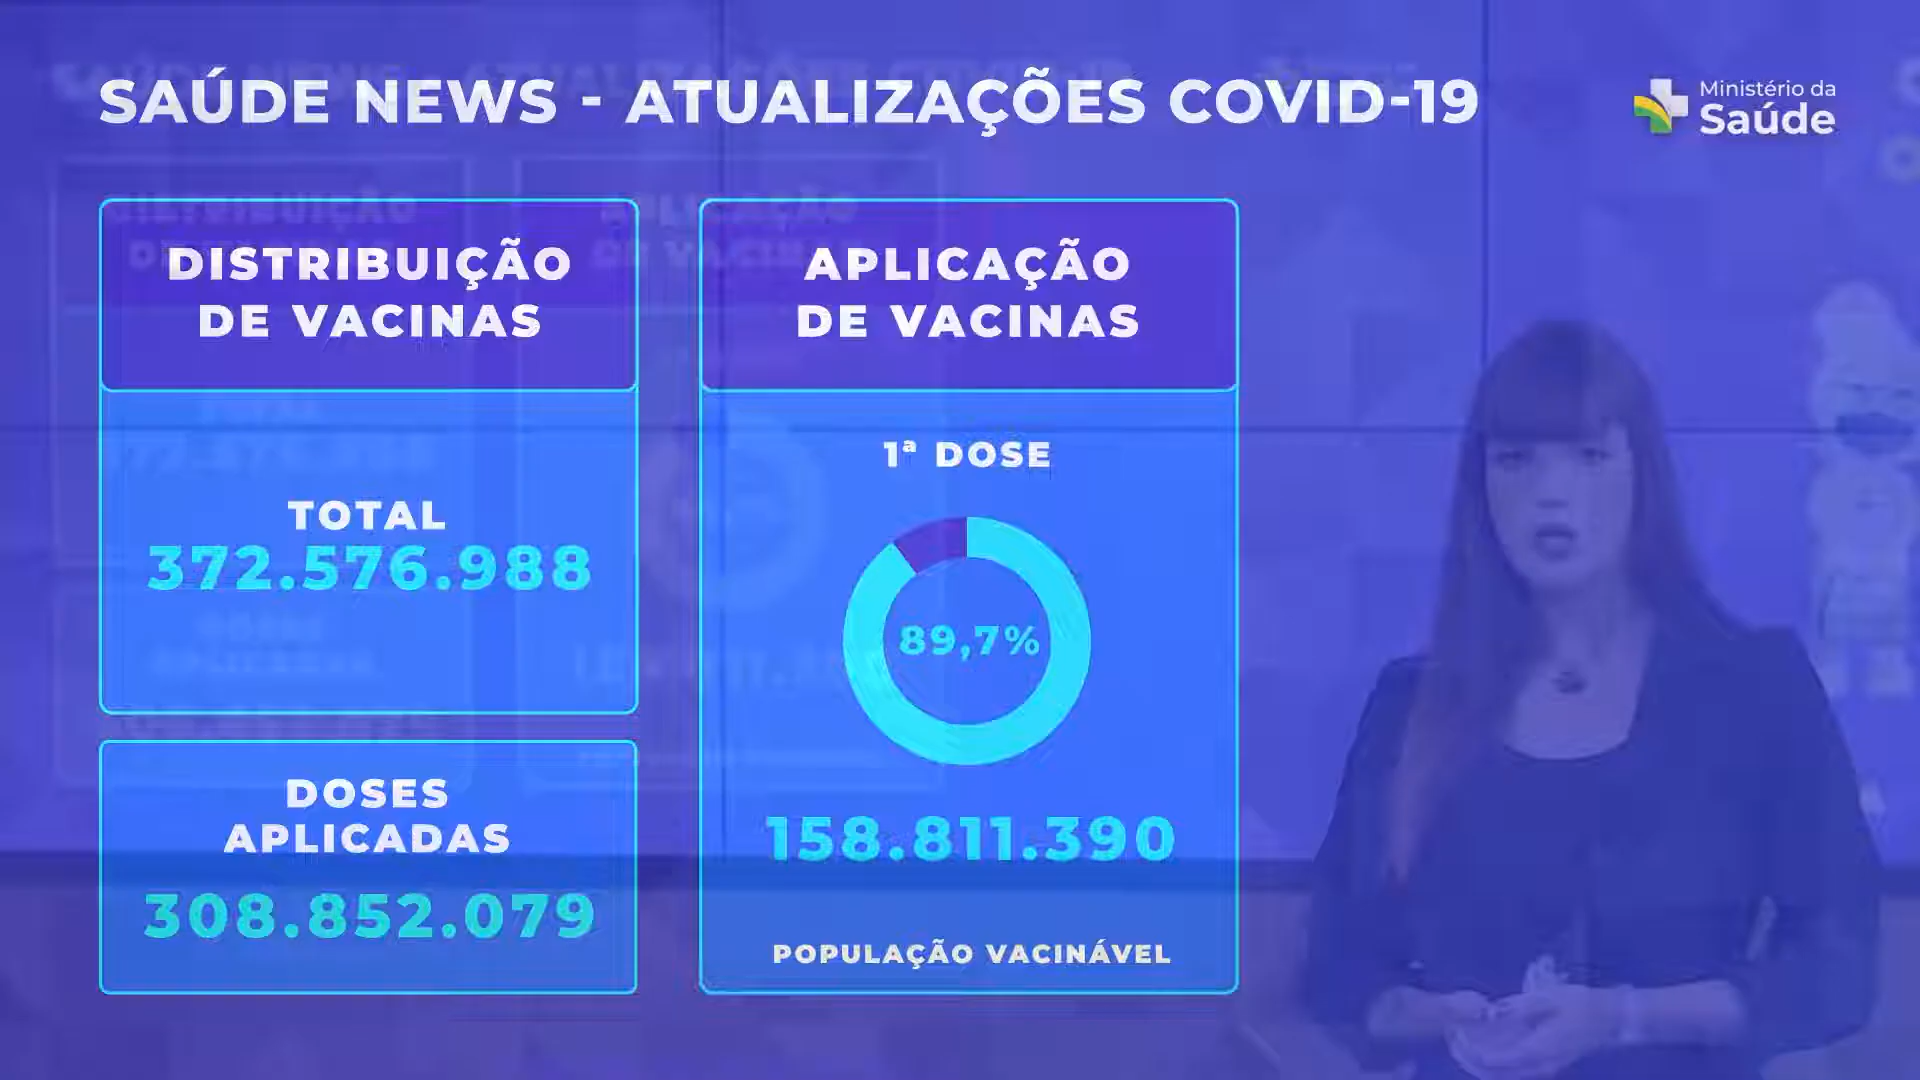 SAÚDE NEWS - ATUALIZAÇÕES COVID-19
Ministério da
Saúde
DISTRIBUIÇÃO
DE VACINAS
TOTAL
372.576.988
DOSES
APLICADAS
308.852.079
APLICAÇÃO
DE VACINAS
1ª DOSE
89,7%
158.811.390
POPULAÇÃO VACINÁVEL